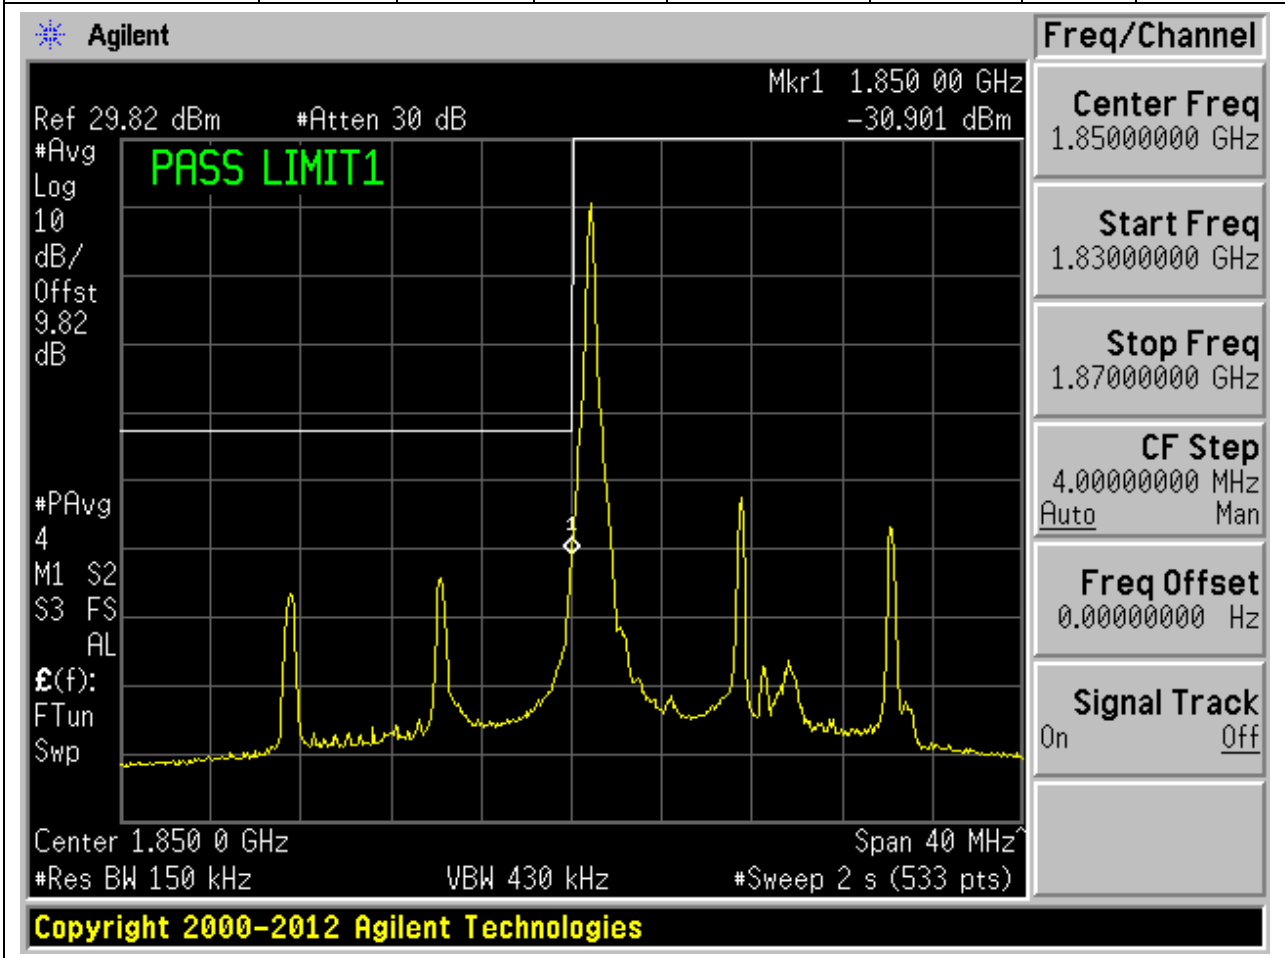 Agilent
Freq/Channel
Mkr1 1.850 00 GHz
Ref 29.82 dBm #Atten 30 dB -30.901 dBm
#Avg
Log
10
dB/
Offst
9.82
dB
PASS LIMIT1
#PAvg
4
M1 S2
S3 FS
AL
£(f):
FTun
Swp
1
Center 1.850 0 GHz Span 40 MHz^
#Res BW 150 kHz VBW 430 kHz #Sweep 2 s (533 pts)
Center Freq
1.85000000 GHz
Start Freq
1.83000000 GHz
Stop Freq
1.87000000 GHz
CF Step
4.00000000 MHz
Auto Man
Freq Offset
0.00000000 Hz
Signal Track
On Off
Copyright 2000-2012 Agilent Technologies